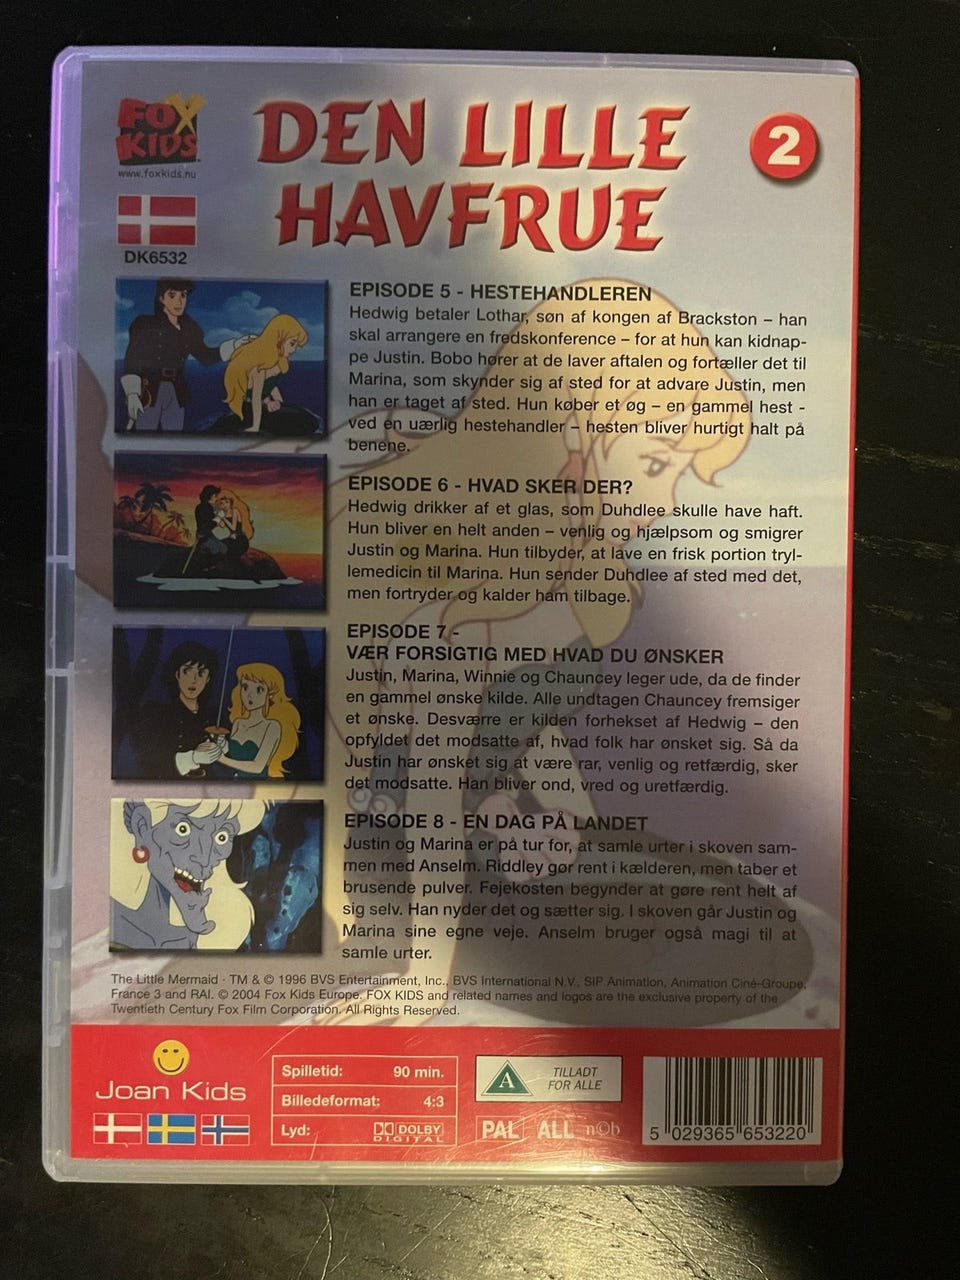 FOX
KIDS
www.foxkids.nu
DEN LILLE
HAVFRUE
2
DK6532
EPISODE 5 - HESTEHANDLEREN
Hedwig betaler Lothar, søn af kongen af Brackston – han
skal arrangere en fredskonference – for at hun kan kidnap-
pe Justin. Bobo hører at de laver aftalen og fortæller det til
Marina, som skynder sig af sted for at advare Justin, men
han er taget af sted. Hun køber et øg – en gammel hest -
ved en uærlig hestehandler – hesten bliver hurtigt halt på
benene.
EPISODE 6 - HVAD SKER DER?
Hedwig drikker af et glas, som Duhdlee skulle have haft.
Hun bliver en helt anden – venlig og hjælpsom og smigrer
Justin og Marina. Hun tilbyder, at lave en frisk portion tryl-
lemedicin til Marina. Hun sender Duhdlee af sted med det,
men fortryder og kalder ham tilbage.
EPISODE 7 -
VÆR FORSIGTIG MED HVAD DU ØNSKER
Justin, Marina, Winnie og Chauncey leger ude, da de finder
en gammel ønske kilde. Alle undtagen Chauncey fremsiger
et ønske. Desværre er kilden forhekset af Hedwig – den
opfyldet det modsatte af, hvad folk har ønsket sig. Så da
Justin har ønsket sig at være rar, venlig og retfærdig, sker
det modsatte. Han bliver ond, vred og uretfærdig.
EPISODE 8 - EN DAG PÅ LANDET
Justin og Marina er på tur for, at samle urter i skoven sam-
men med Anselm. Riddley gør rent i kælderen, men taber et
brusende pulver. Fejekosten begynder at gøre rent helt af
sig selv. Han nyder det og sætter sig. I skoven går Justin og
Marina sine egne veje. Anselm bruger også magi til at
samle urter.
The Little Mermaid · TM & © 1996 BVS Entertainment, Inc., BVS International N.V., SIP Animation, Animation Ciné-Groupe,
France 3 and RAI. © 2004 Fox Kids Europe. FOX KIDS and related names and logos are the exclusive property of the
Twentieth Century Fox Film Corporation. All Rights Reserved.
Joan Kids
Spilletid: 90 min.
Billedeformat: 4:3
Lyd: DOLBY
DIGITAL
A
TILLADT
FOR ALLE
PAL ALL n©b
5 029365 653220